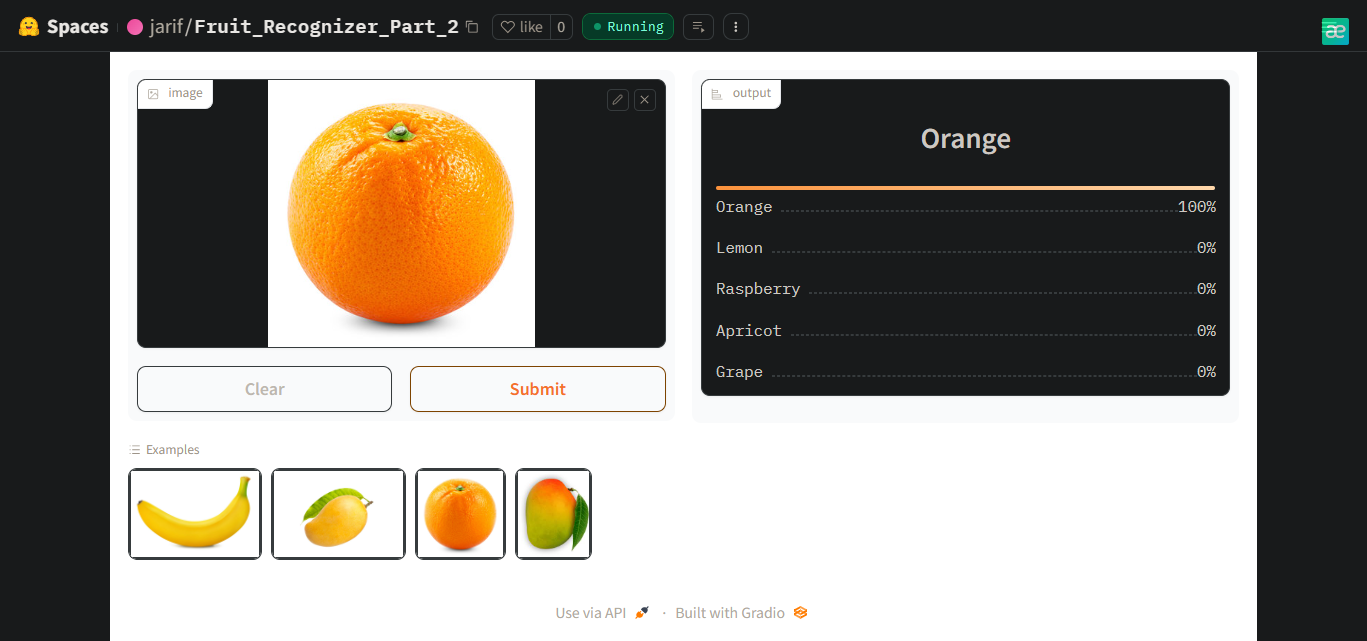 Spaces jarif/Fruit_Recognizer_Part_2 like 0 Running
æ
image
output
Orange
Orange 100%
Lemon 0%
Raspberry 0%
Apricot 0%
Grape 0%
Clear Submit
Examples
Use via API · Built with Gradio